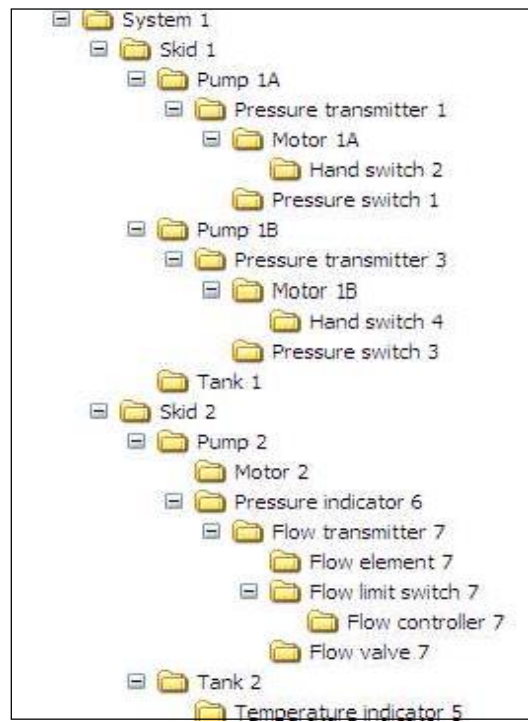 System 1
Skid 1
Pump 1A
Pressure transmitter 1
Motor 1A
Hand switch 2
Pressure switch 1
Pump 1B
Pressure transmitter 3
Motor 1B
Hand switch 4
Pressure switch 3
Tank 1
Skid 2
Pump 2
Motor 2
Pressure indicator 6
Flow transmitter 7
Flow element 7
Flow limit switch 7
Flow controller 7
Flow valve 7
Tank 2
Temperature indicator 5